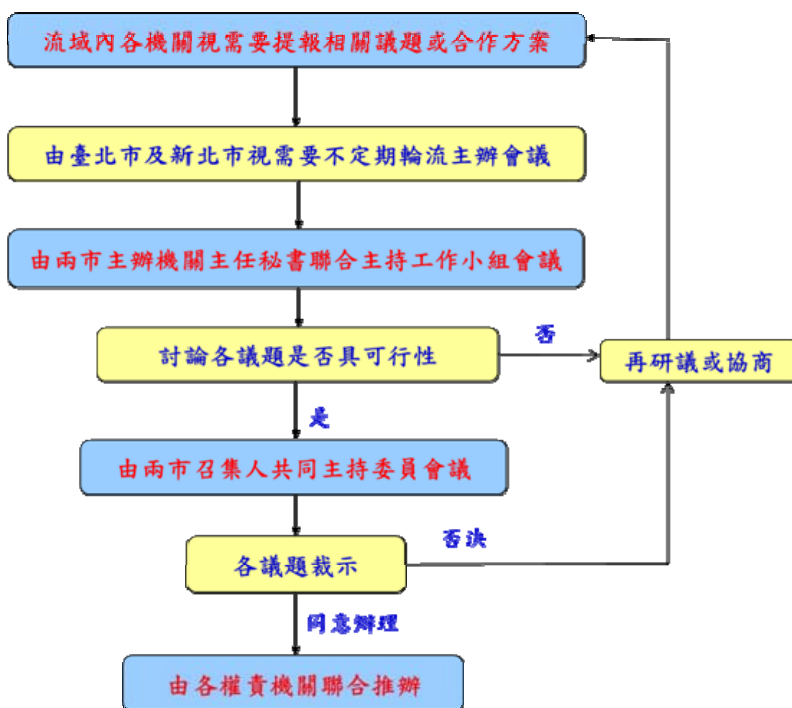 流域內各機關視需要提報相關議題或合作方案
由臺北市及新北市視需要不定期輪流主辦會議
由兩市主辦機關主任秘書聯合主持工作小組會議
討論各議題是否具可行性
否
再研議或協商
是
由兩市召集人共同主持委員會議
各議題裁示
否決
同意辦理
由各權責機關聯合推辦